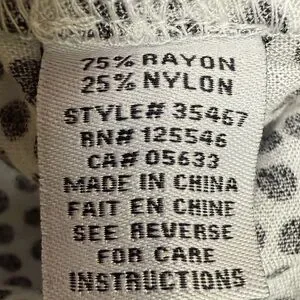 75% RAYON
25% NYLON
STYLE# 35467
RN# 125546
CA# 05633
MADE IN CHINA
FAIT EN CHINE
SEE REVERSE
FOR CARE
INSTRUCTIONS